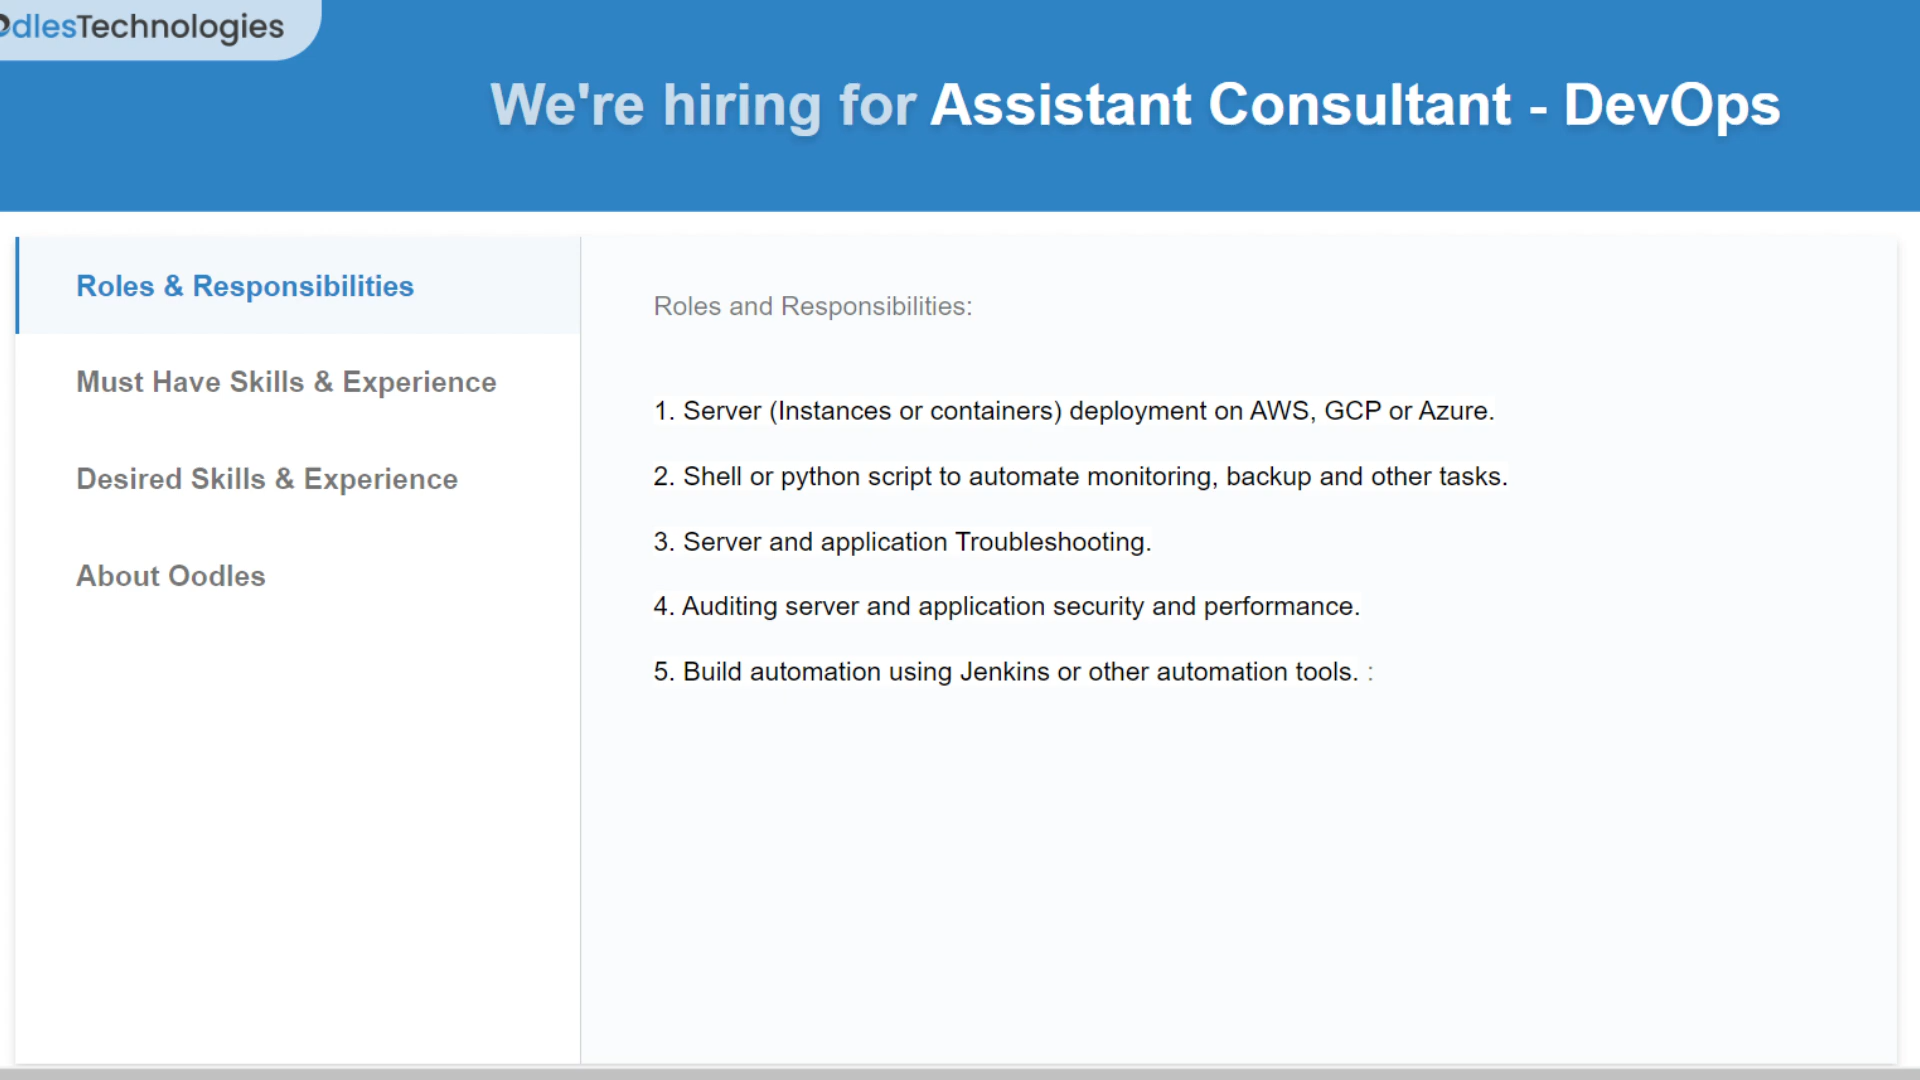 odlesTechnologies
We're hiring for Assistant Consultant - DevOps
Roles & Responsibilities
Must Have Skills & Experience
Desired Skills & Experience
About Oodles
Roles and Responsibilities:
1. Server (Instances or containers) deployment on AWS, GCP or Azure.
2. Shell or python script to automate monitoring, backup and other tasks.
3. Server and application Troubleshooting.
4. Auditing server and application security and performance.
5. Build automation using Jenkins or other automation tools. :